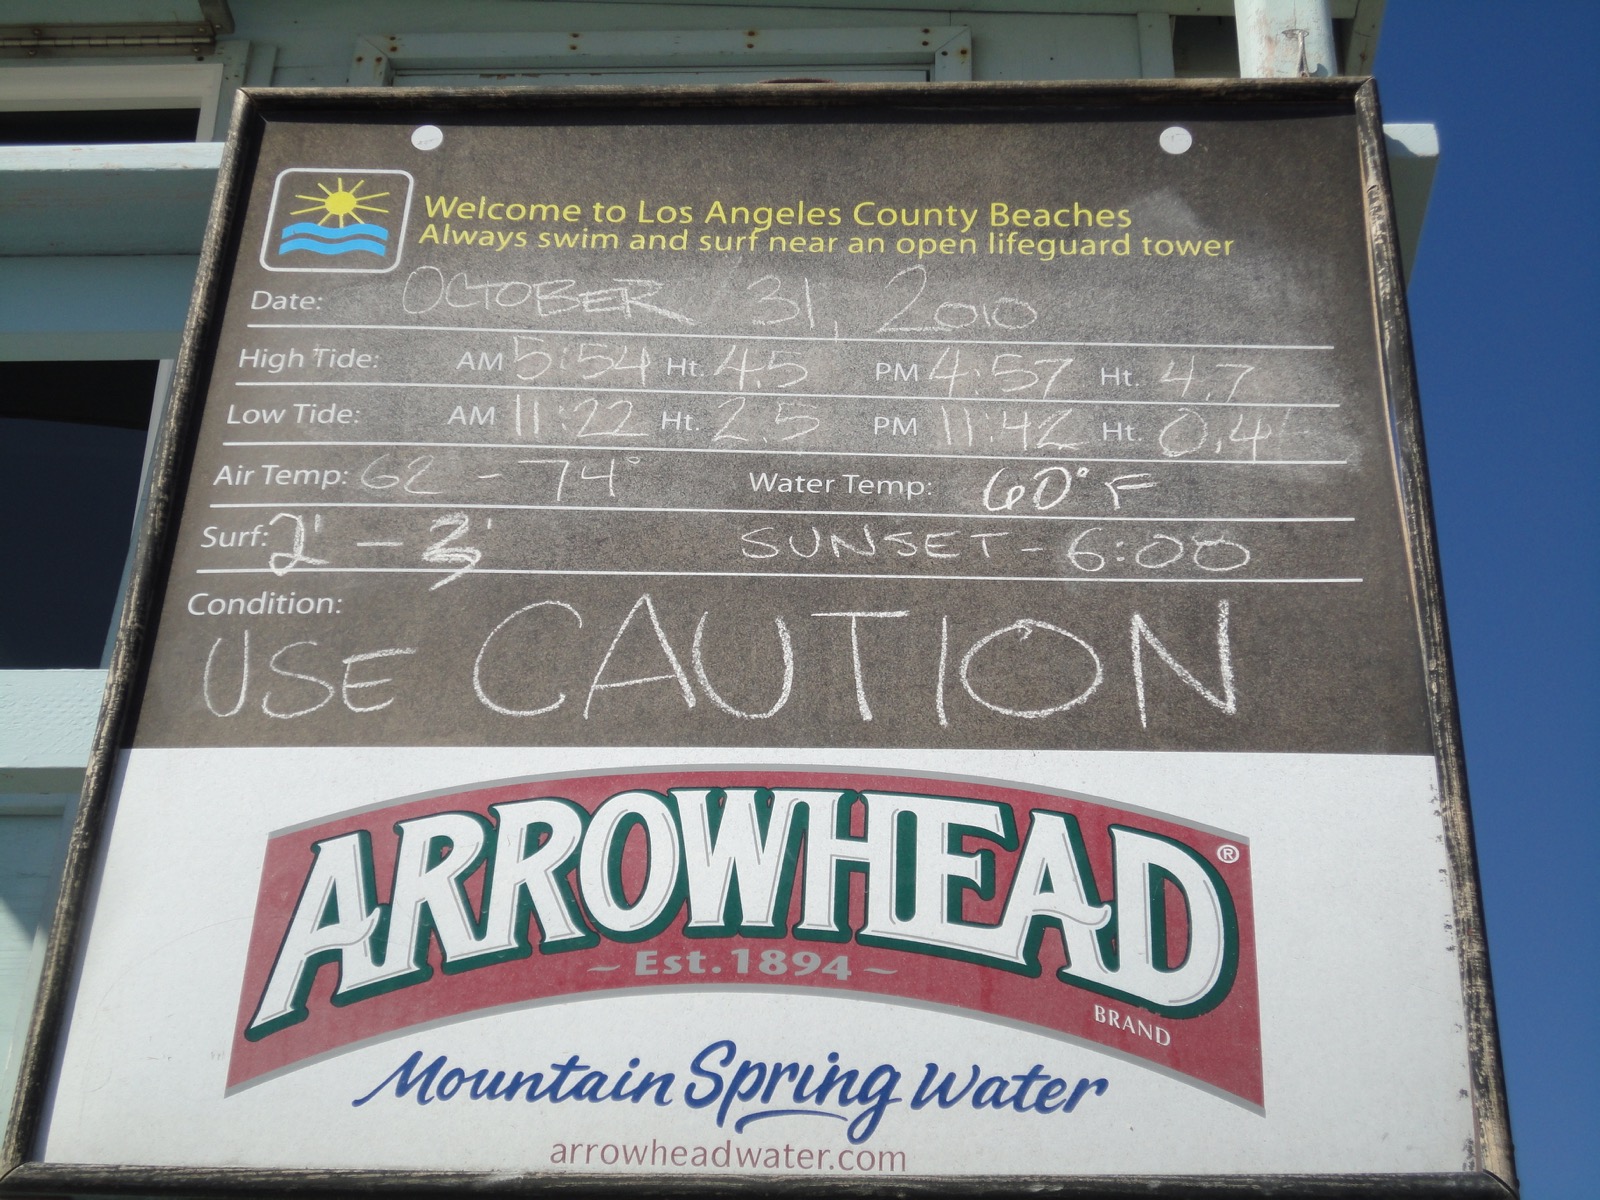 Welcome to Los Angeles County Beaches
Always swim and surf near an open lifeguard tower
Date: OCTOBER 31, 2010
High Tide: AM 5:54 Ht. 4.5 PM 4:57 Ht. 4.7
Low Tide: AM 11:22 Ht. 2.5 PM 11:42 Ht. 0.4
Air Temp: 62 - 74° Water Temp: 60° F
Surf: 2' - 3' SUNSET - 6:00
Condition:
USE CAUTION
ARROWHEAD®
~ Est. 1894 ~
BRAND
Mountain Spring Water
arrowheadwater.com